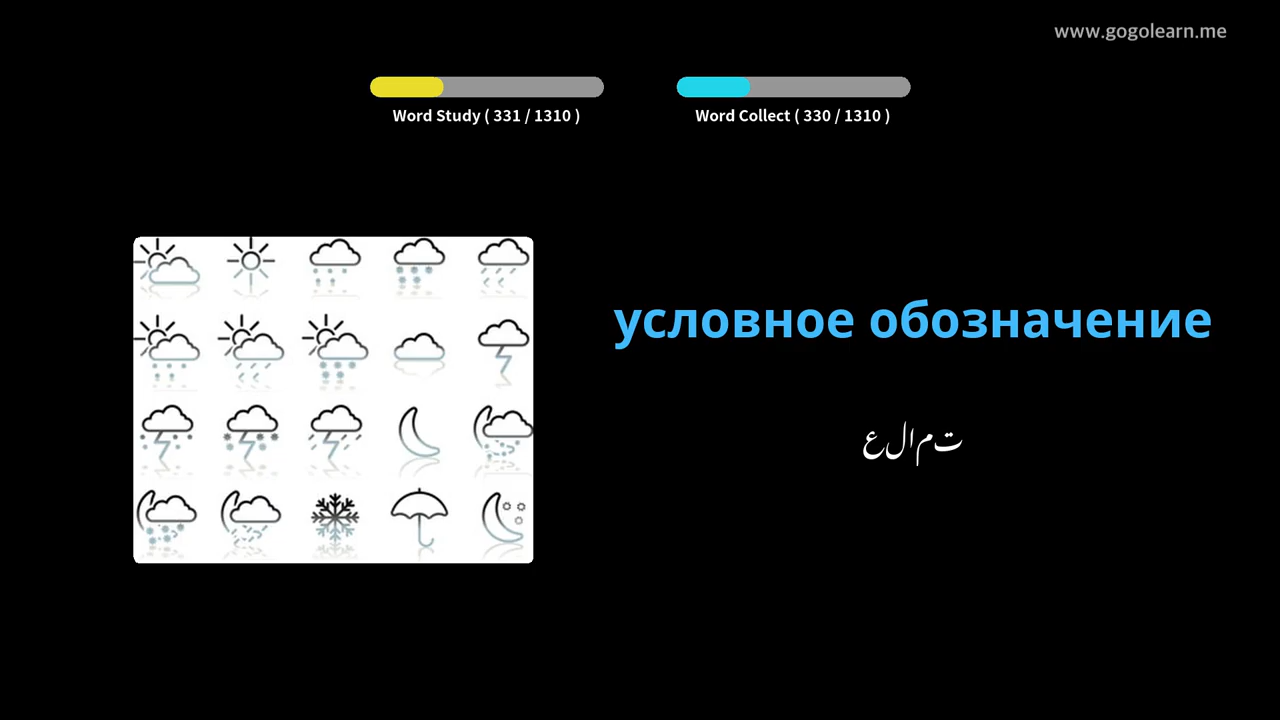 www.gogolearn.me
Word Study ( 331 / 1310 )
Word Collect ( 330 / 1310 )
условное обозначение
علامت